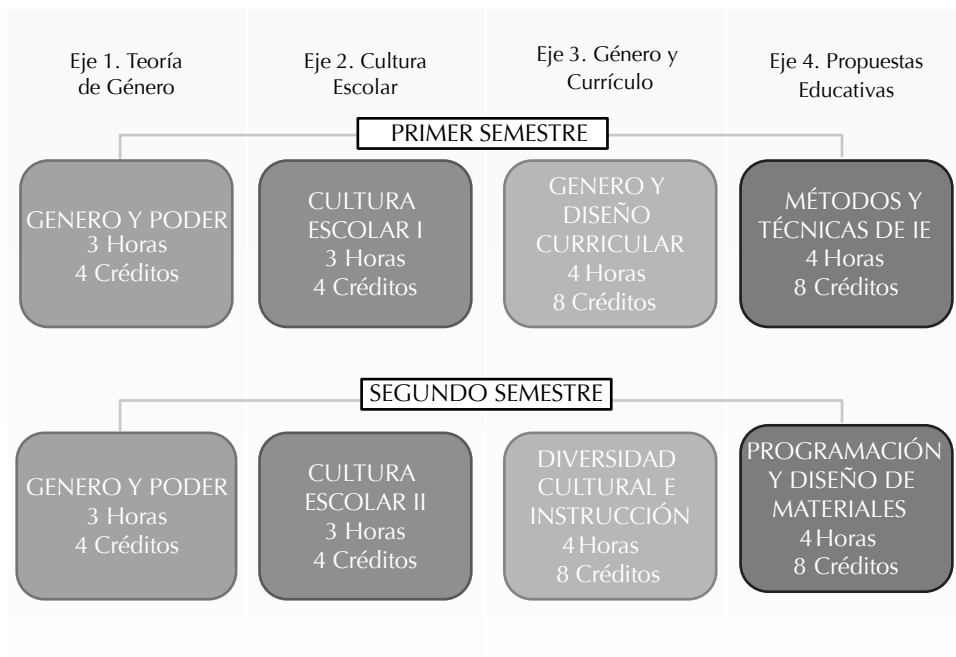 Eje 1. Teoría
de Género
Eje 2. Cultura
Escolar
Eje 3. Género y
Currículo
Eje 4. Propuestas
Educativas
PRIMER SEMESTRE
GENERO Y PODER
3 Horas
4 Créditos
CULTURA
ESCOLAR I
3 Horas
4 Créditos
GENERO Y
DISEÑO
CURRICULAR
4 Horas
8 Créditos
MÉTODOS Y
TÉCNICAS DE IE
4 Horas
8 Créditos
SEGUNDO SEMESTRE
GENERO Y PODER
3 Horas
4 Créditos
CULTURA
ESCOLAR II
3 Horas
4 Créditos
DIVERSIDAD
CULTURAL E
INSTRUCCIÓN
4 Horas
8 Créditos
PROGRAMACIÓN
Y DISEÑO DE
MATERIALES
4 Horas
8 Créditos